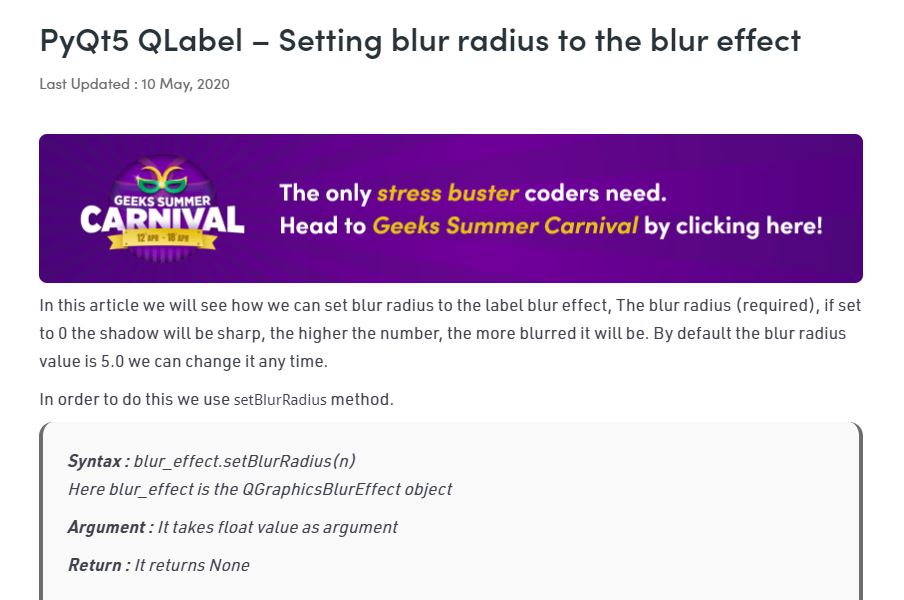 PyQt5 QLabel – Setting blur radius to the blur effect
Last Updated : 10 May, 2020
GEEKS SUMMER
CARNIVAL
12 APR - 18 APR
The only stress buster coders need.
Head to Geeks Summer Carnival by clicking here!
In this article we will see how we can set blur radius to the label blur effect, The blur radius (required), if set
to 0 the shadow will be sharp, the higher the number, the more blurred it will be. By default the blur radius
value is 5.0 we can change it any time.
In order to do this we use setBlurRadius method.
Syntax : blur_effect.setBlurRadius(n)
Here blur_effect is the QGraphicsBlurEffect object
Argument : It takes float value as argument
Return : It returns None